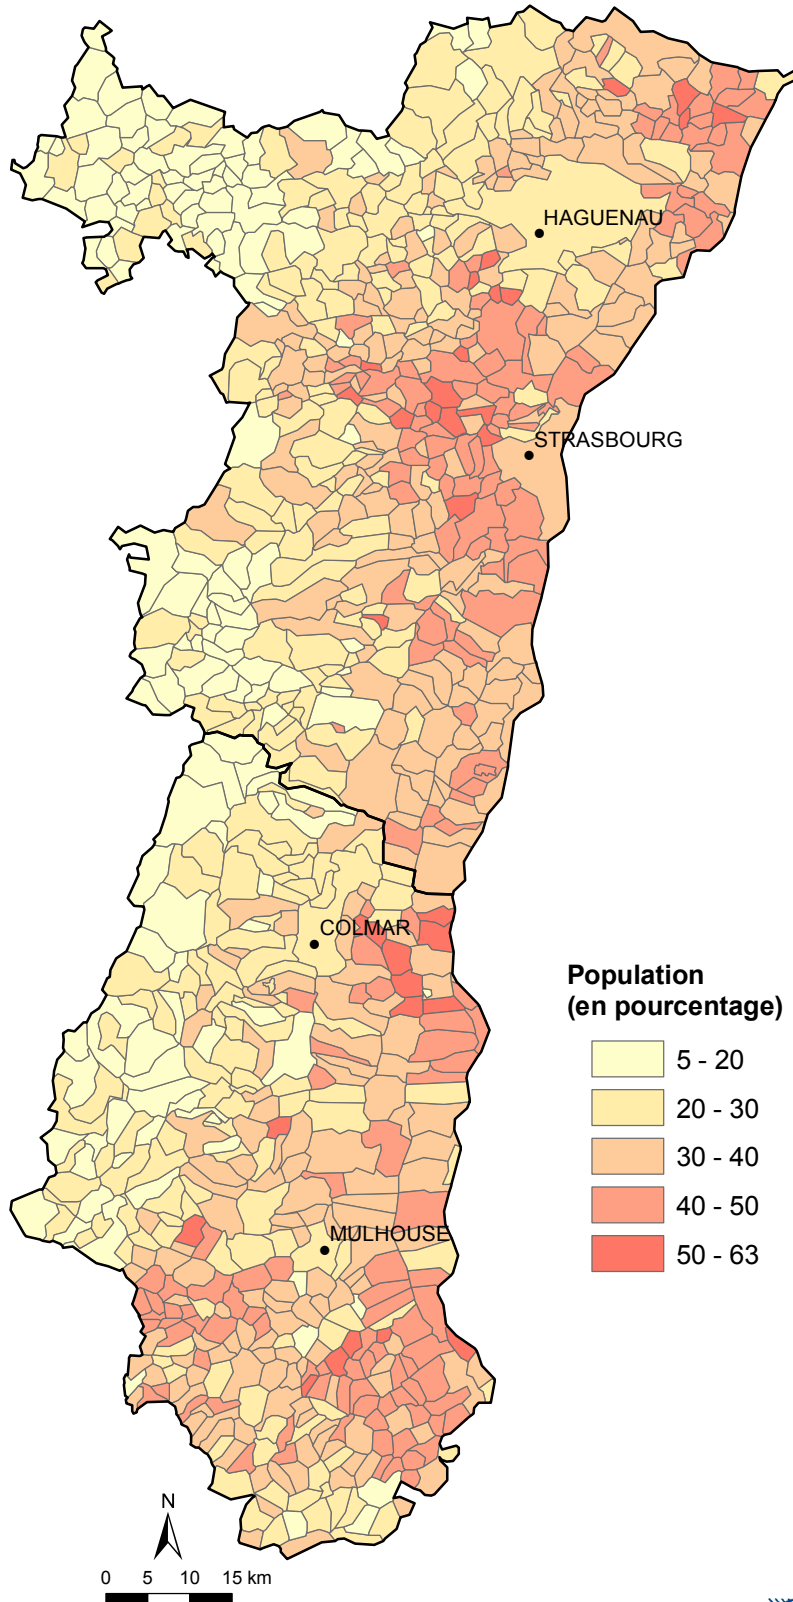 HAGUENAU
STRASBOURG
COLMAR
Population
(en pourcentage)
5 - 20
20 - 30
30 - 40
40 - 50
50 - 63
MULHOUSE
N
0 5 10 15 km